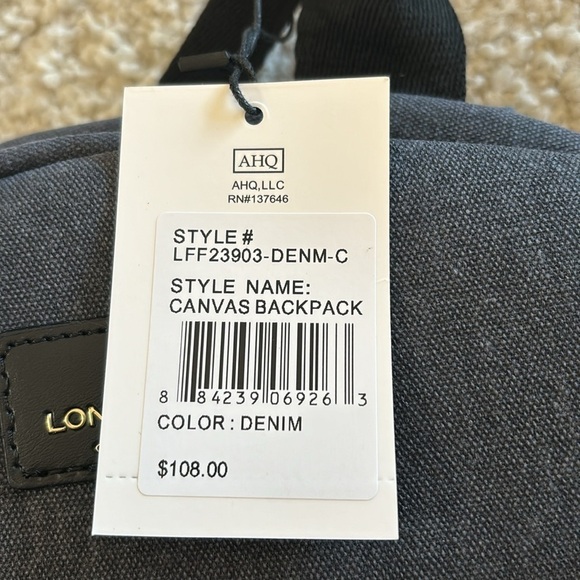 AHQ
AHQ,LLC
RN#137646
STYLE #
LFF23903-DENM-C
STYLE NAME:
CANVAS BACKPACK
8 84239 06926 3
COLOR : DENIM
$108.00
LON